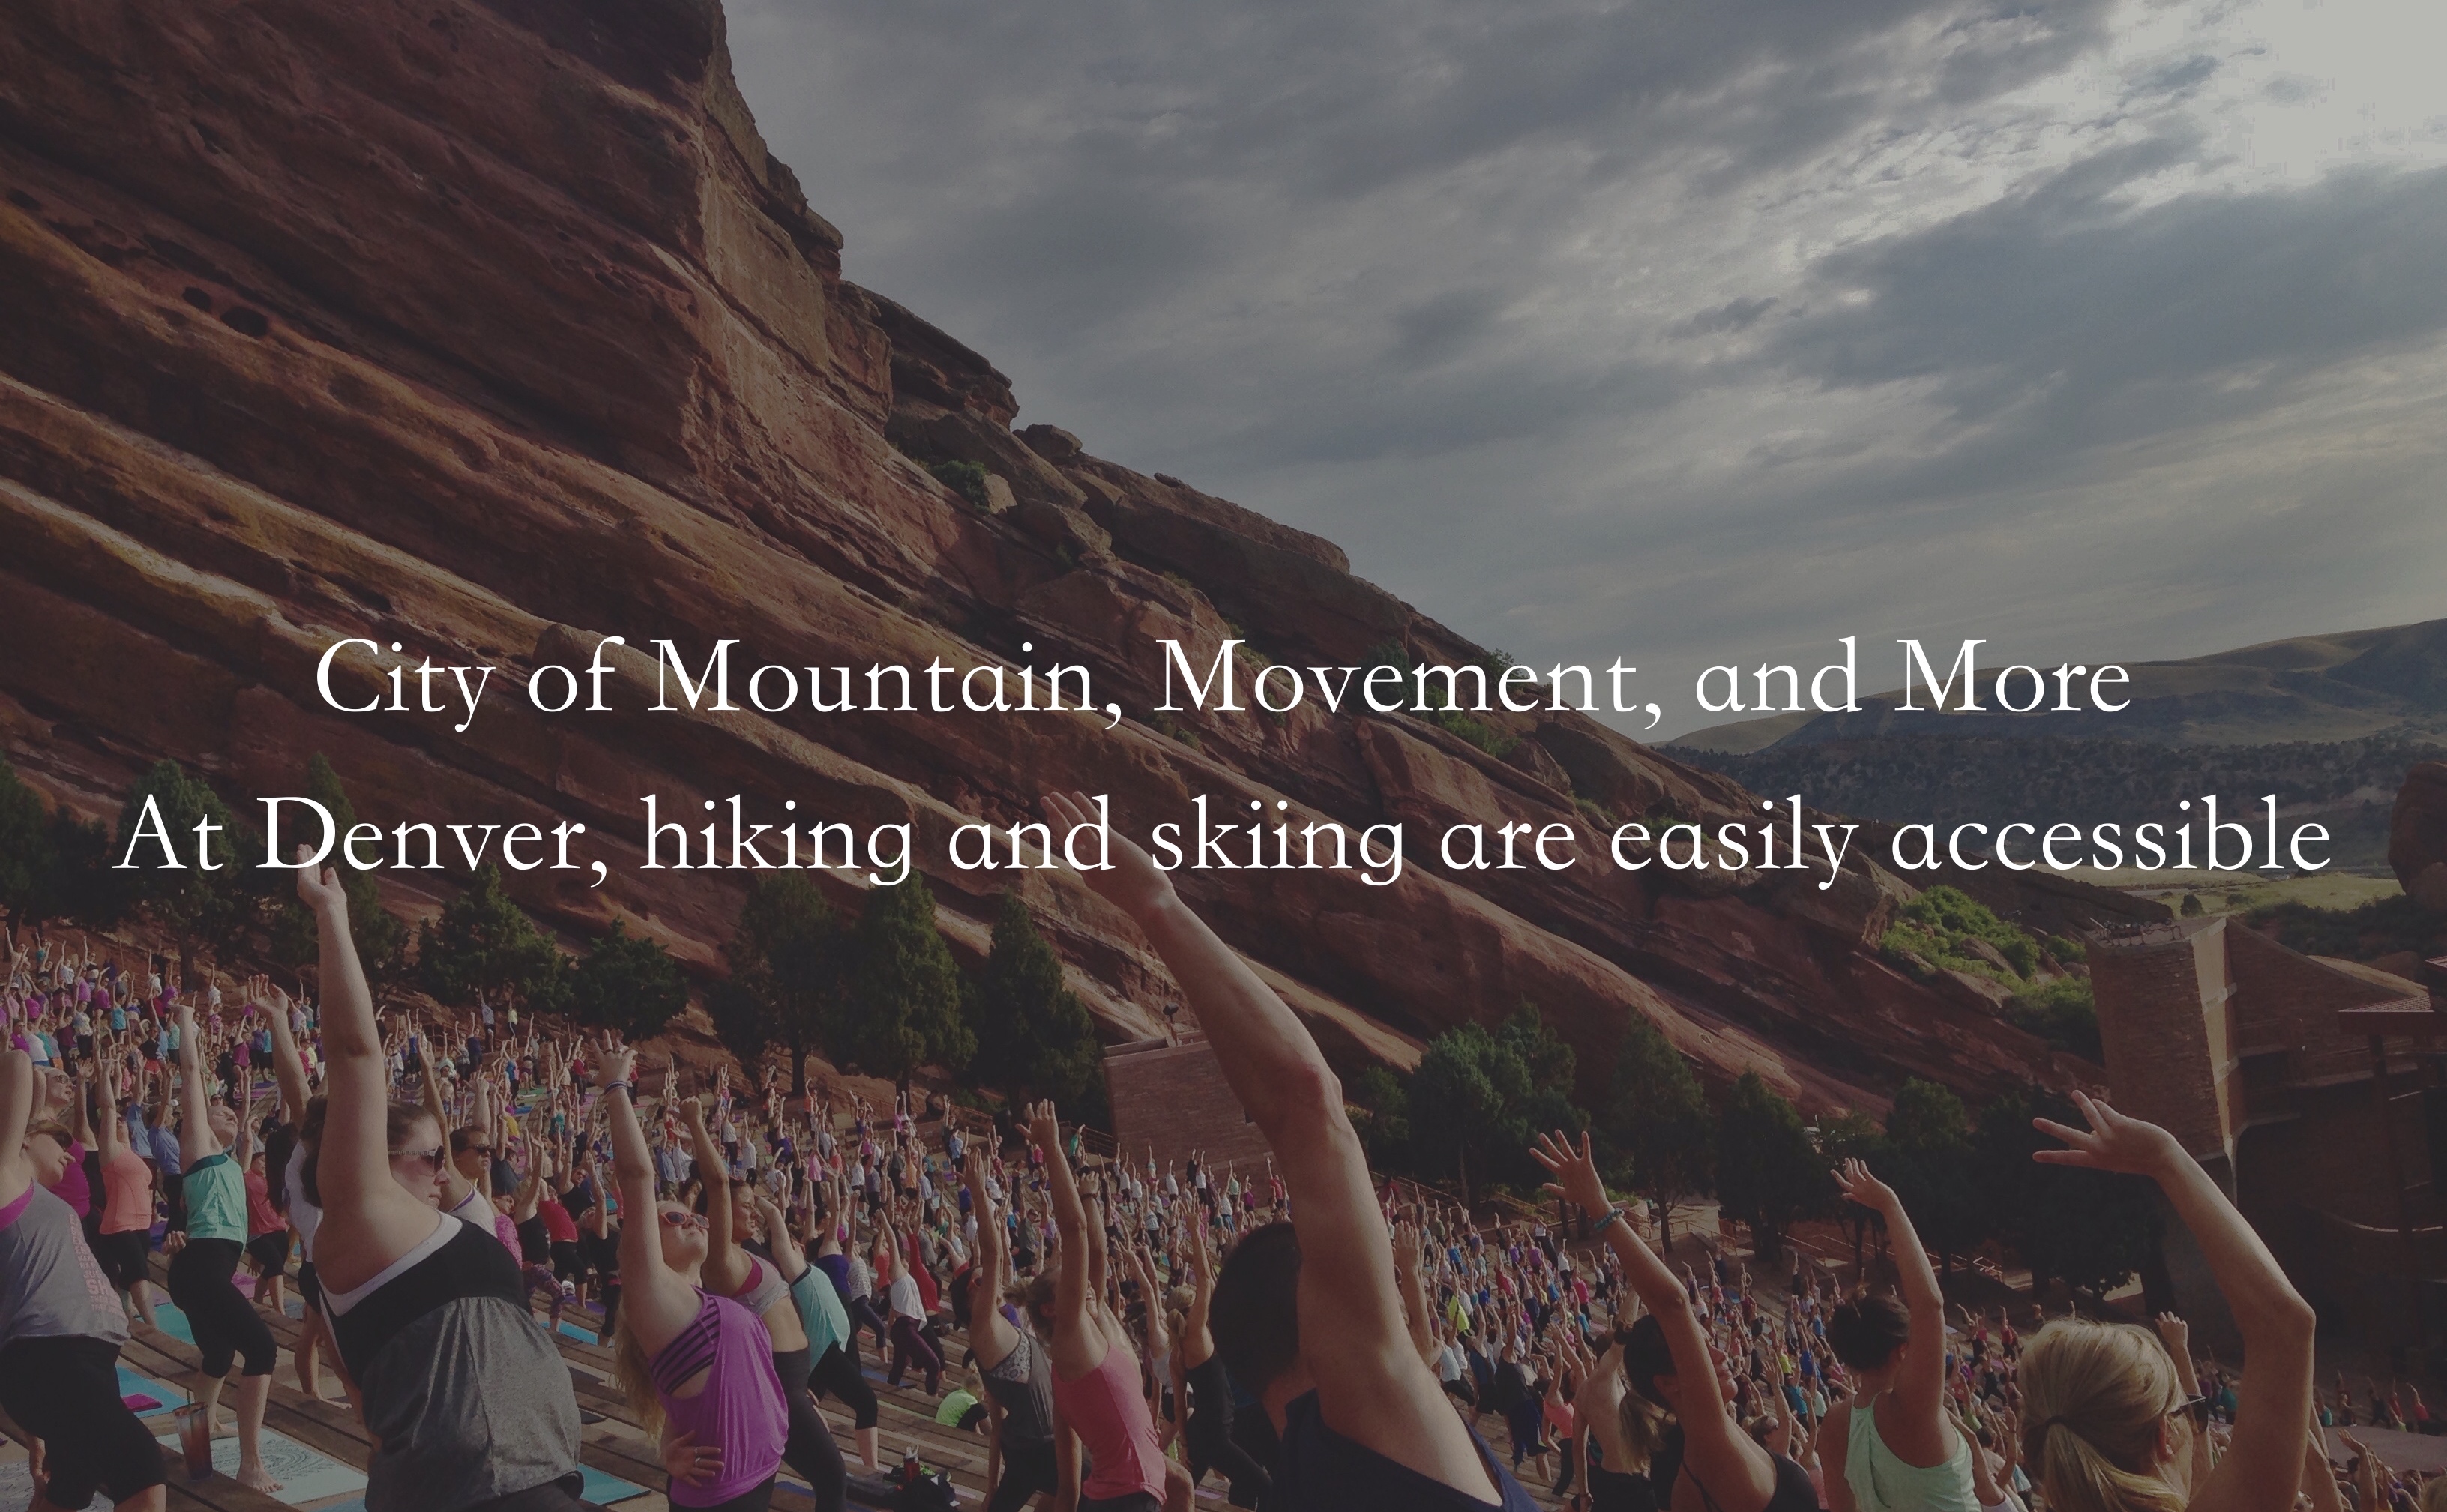 City of Mountain, Movement, and More
At Denver, hiking and skiing are easily accessible